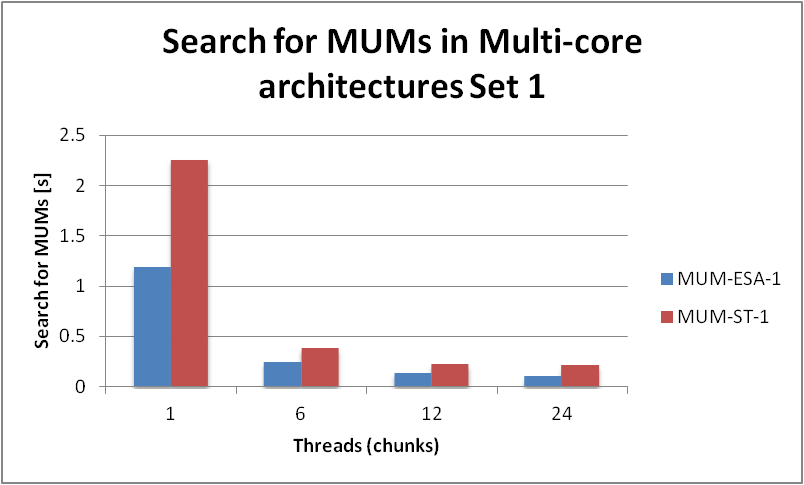 Search for MUMs in Multi-core
architectures Set 1
2.5
2
1.5
1
0.5
0
Search for MUMs [s]
1 6 12 24
Threads (chunks)
MUM-ESA-1
MUM-ST-1